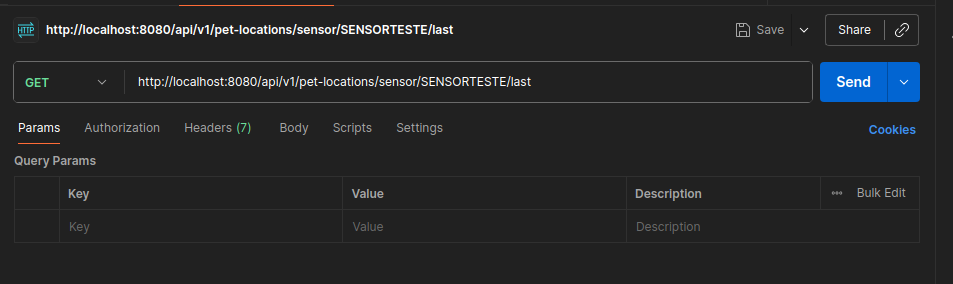 HTTP http://localhost:8080/api/v1/pet-locations/sensor/SENSORTESTE/last Save Share
GET http://localhost:8080/api/v1/pet-locations/sensor/SENSORTESTE/last Send
Params Authorization Headers (7) Body Scripts Settings Cookies
Query Params
Key Value Description Bulk Edit
Key Value Description